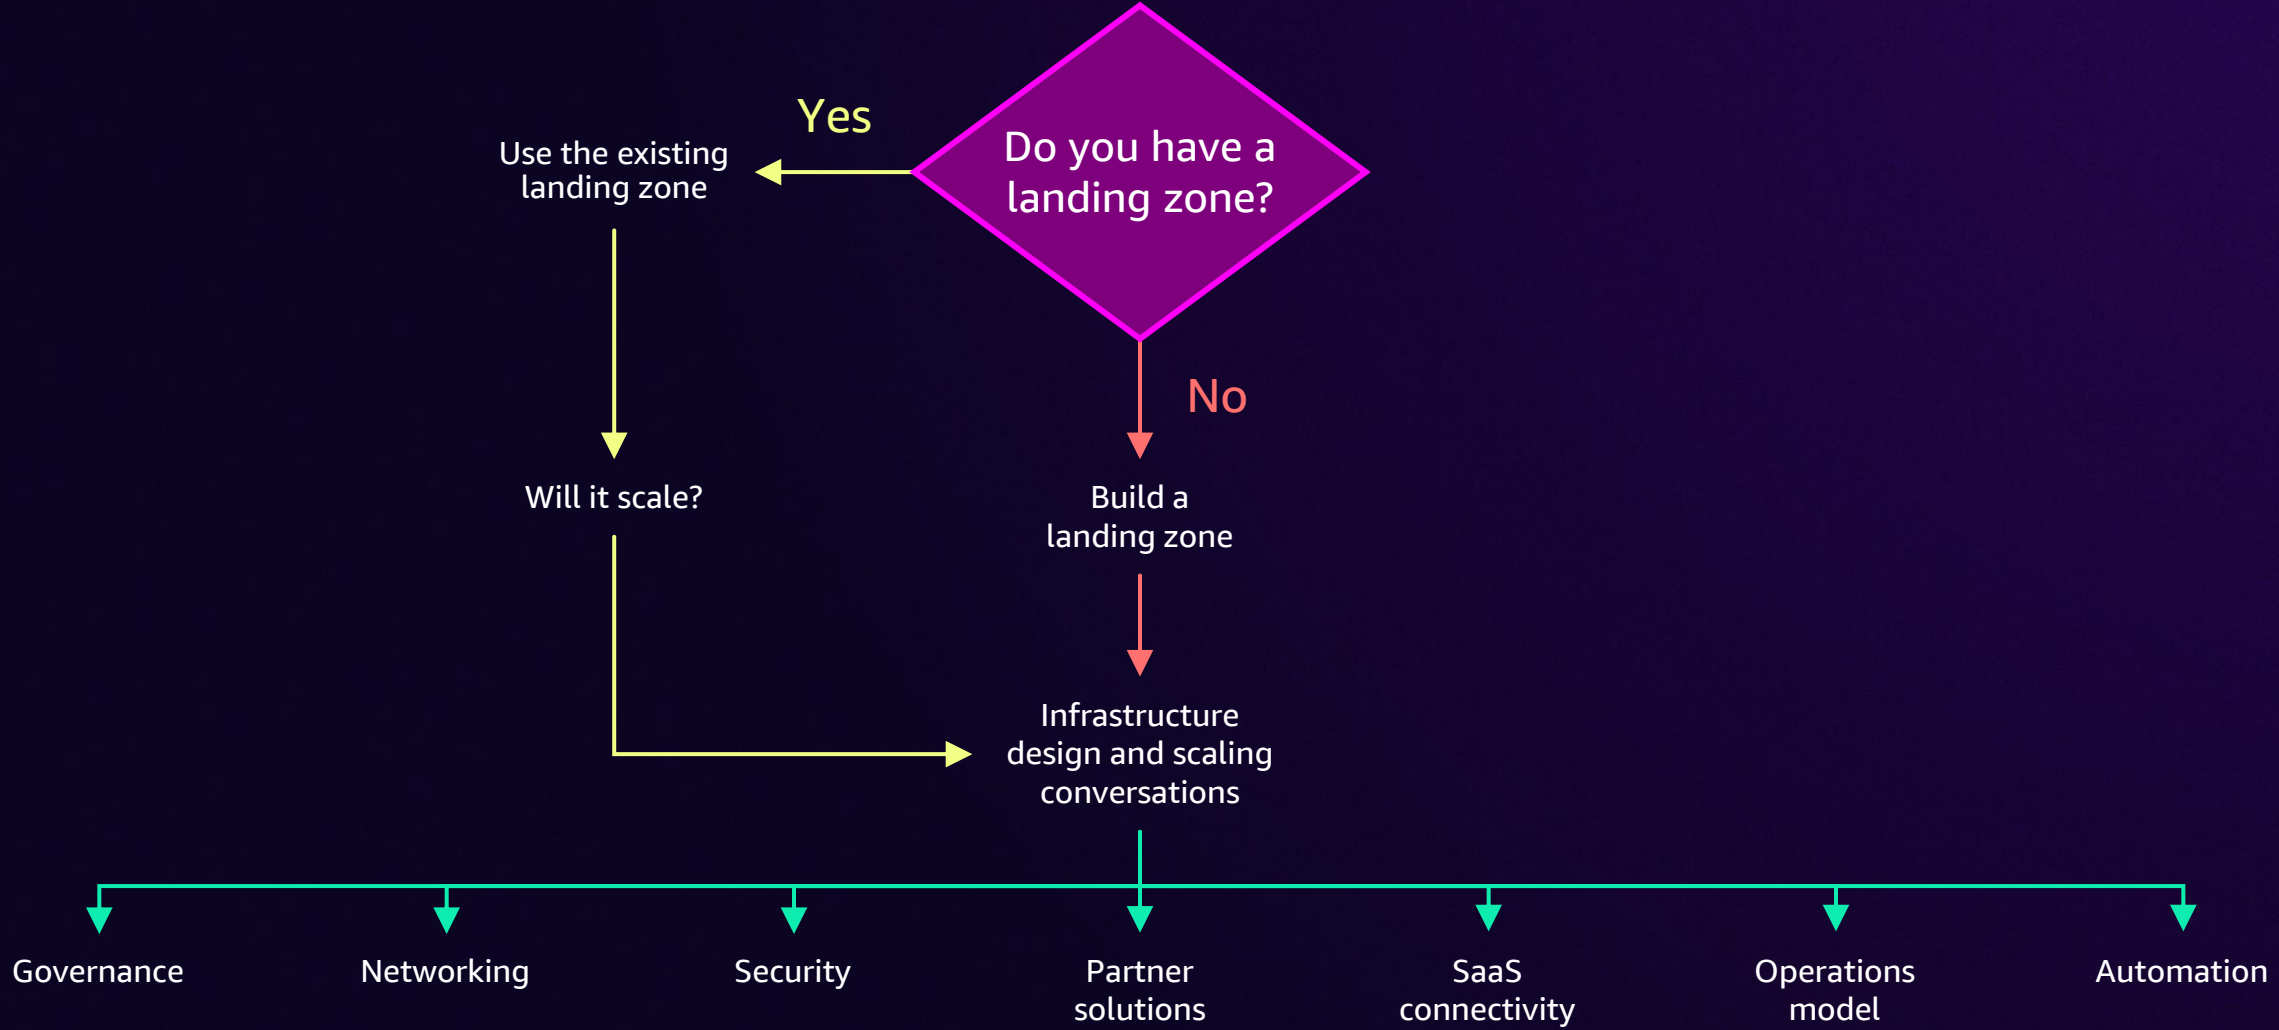 Do you have a
landing zone?
Yes
Use the existing
landing zone
No
Will it scale?
Build a
landing zone
Infrastructure
design and scaling
conversations
Governance
Networking
Security
Partner
solutions
SaaS
connectivity
Operations
model
Automation